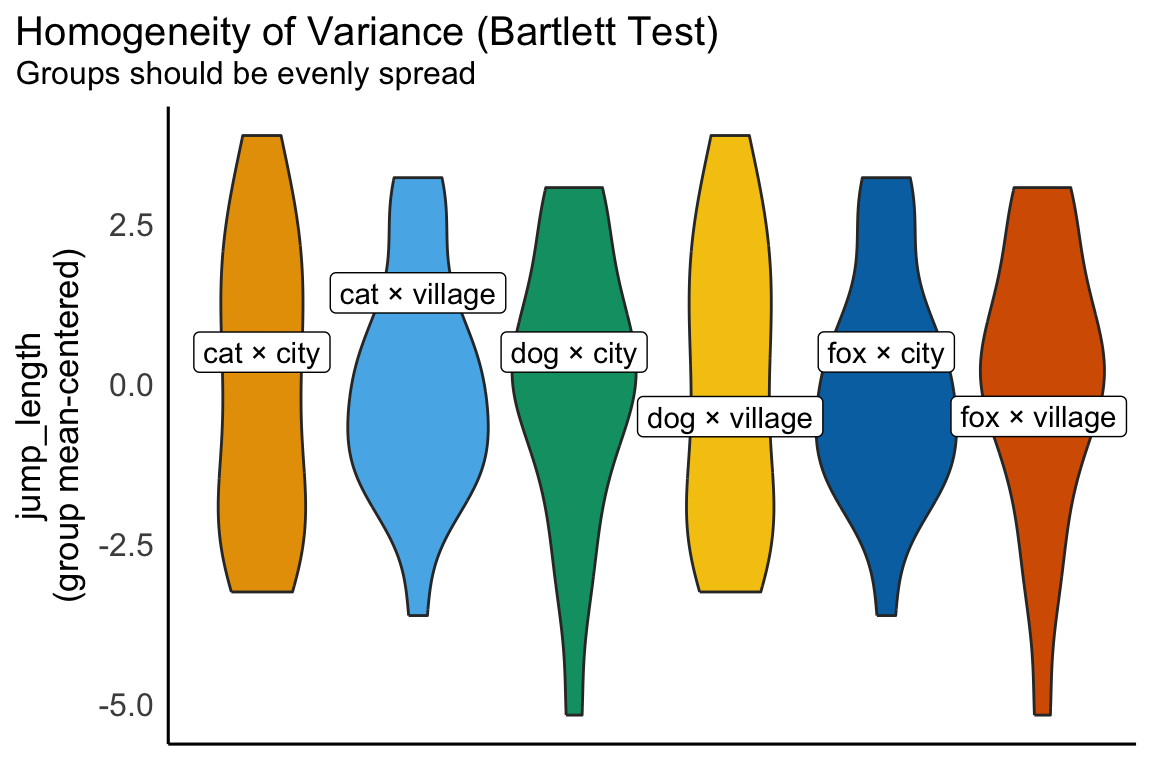 Homogeneity of Variance (Bartlett Test)
Groups should be evenly spread
jump_length
(group mean-centered)
2.5
0.0
-2.5
-5.0
cat × city
cat × village
dog × city
dog × village
fox × city
fox × village